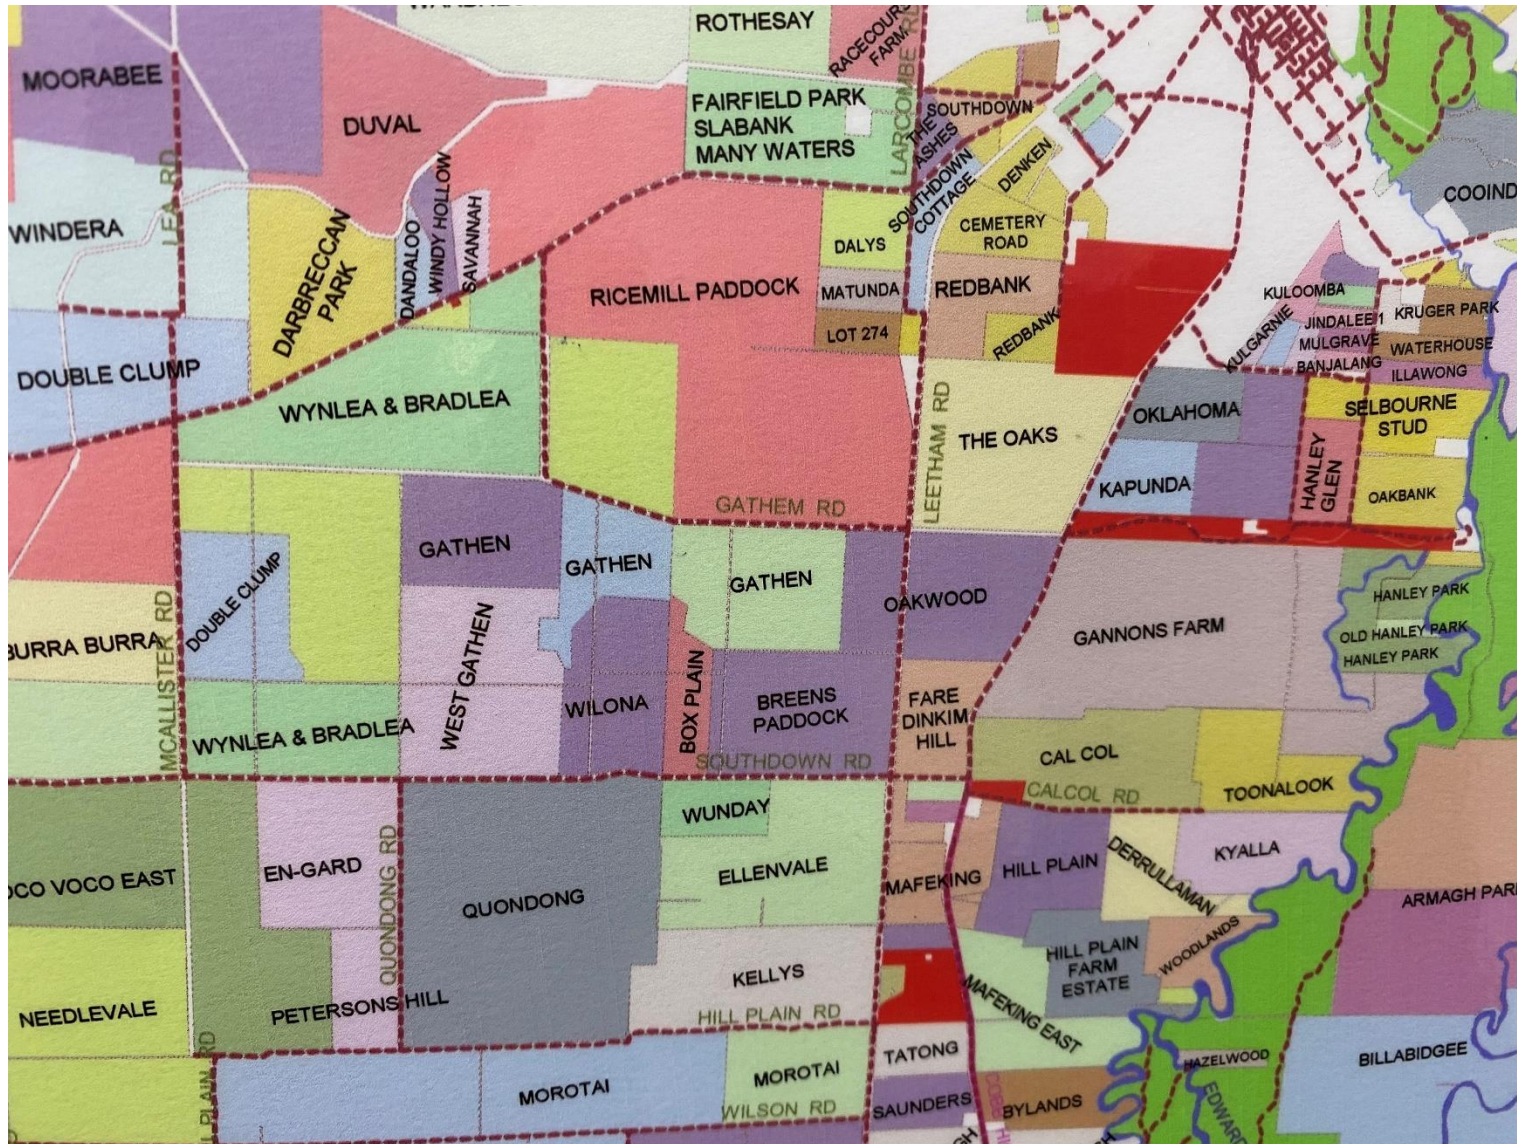 ROTHESAY
RACECOURSE
FARM
LARCOMBE RD
MOORABEE
DUVAL
FAIRFIELD PARK
SLABANK
MANY WATERS
SOUTHDOWN
THE
ASHES
SOUTHDOWN
COTTAGE
DENKEN
COOIND
LEA RD
WINDERA
DARBRECCAN
PARK
DANDALOO
WINDY HOLLOW
SAVANNAH
DALYS
CEMETERY
ROAD
RICEMILL PADDOCK
MATUNDA
REDBANK
LOT 274
REDBANK
KULOOMBA
KULGARNIE
JINDALEE 1
MULGRAVE
BANJALANG
KRUGER PARK
WATERHOUSE
ILLAWONG
DOUBLE CLUMP
WYNLEA & BRADLEA
LEETHAM RD
THE OAKS
OKLAHOMA
SELBOURNE
STUD
KAPUNDA
HANLEY
GLEN
OAKBANK
GATHEM RD
GATHEN
GATHEN
GATHEN
DOUBLE CLUMP
OAKWOOD
GANNONS FARM
HANLEY PARK
OLD HANLEY PARK
HANLEY PARK
BURRA BURRA
MCALLISTER RD
WEST GATHEN
WILONA
BOX PLAIN
BREENS
PADDOCK
FARE
DINKIM
HILL
WYNLEA & BRADLEA
SOUTHDOWN RD
CAL COL
CALCOL RD
TOONALOOK
WUNDAY
OCO VOCO EAST
EN-GARD
QUONDONG RD
QUONDONG
ELLENVALE
MAFEKING
HILL PLAIN
DERRULLAMAN
KYALLA
ARMAGH PAR
WOODLANDS
NEEDLEVALE
PETERSONS HILL
KELLYS
HILL PLAIN RD
HILL PLAIN
FARM
ESTATE
MAFEKING EAST
TATONG
HAZELWOOD
BILLABIDGEE
L PLAIN RD
MOROTAI
MOROTAI
WILSON RD
SAUNDERS
COBB HI
BYLANDS
EDWARD